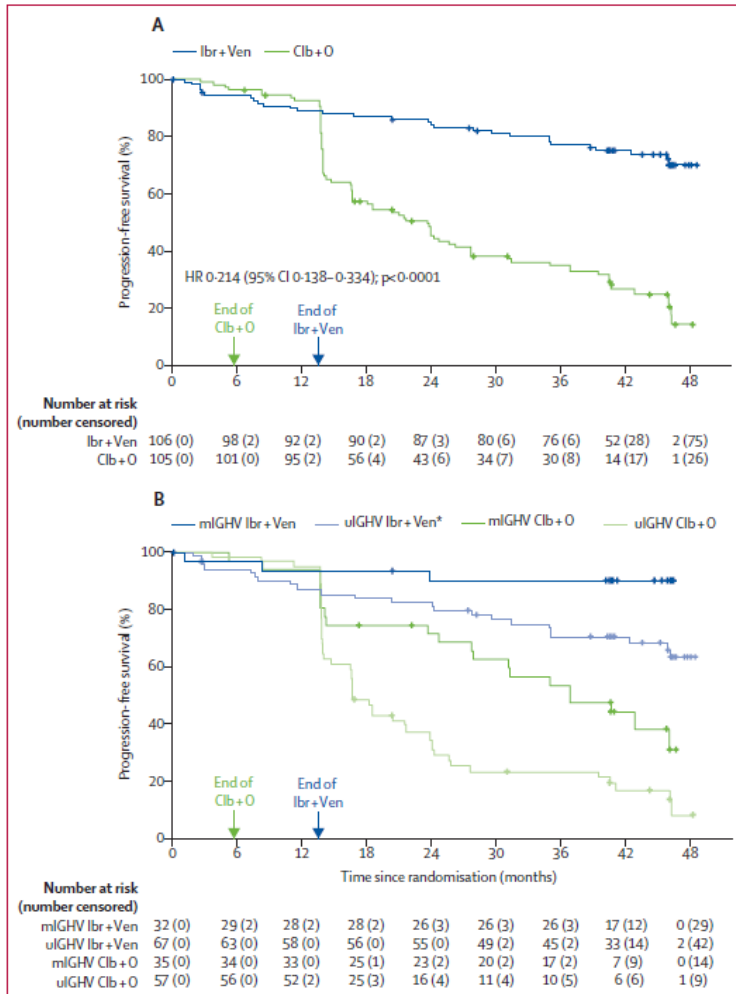 A
Ibr+Ven Clb+O
100
80
60
40
20
0
Progression-free survival (%)
HR 0·214 (95% CI 0·138–0·334); p<0·0001
End of
Clb+O
End of
Ibr+Ven
0 6 12 18 24 30 36 42 48
Number at risk
(number censored)
Ibr+Ven 106 (0) 98 (2) 92 (2) 90 (2) 87 (3) 80 (6) 76 (6) 52 (28) 2 (75)
Clb+O 105 (0) 101 (0) 95 (2) 56 (4) 43 (6) 34 (7) 30 (8) 14 (17) 1 (26)
B
mIGHV Ibr+Ven uIGHV Ibr+Ven* mIGHV Clb+O uIGHV Clb+O
100
80
60
40
20
0
Progression-free survival (%)
End of
Clb+O
End of
Ibr+Ven
0 6 12 18 24 30 36 42 48
Time since randomisation (months)
Number at risk
(number censored)
mIGHV Ibr+Ven 32 (0) 29 (2) 28 (2) 28 (2) 26 (3) 26 (3) 26 (3) 17 (12) 0 (29)
uIGHV Ibr+Ven 67 (0) 63 (0) 58 (0) 56 (0) 55 (0) 49 (2) 45 (2) 33 (14) 2 (42)
mIGHV Clb+O 35 (0) 34 (0) 33 (0) 25 (1) 23 (2) 20 (2) 17 (2) 7 (9) 0 (14)
uIGHV Clb+O 57 (0) 56 (0) 52 (2) 25 (3) 16 (4) 11 (4) 10 (5) 6 (6) 1 (9)